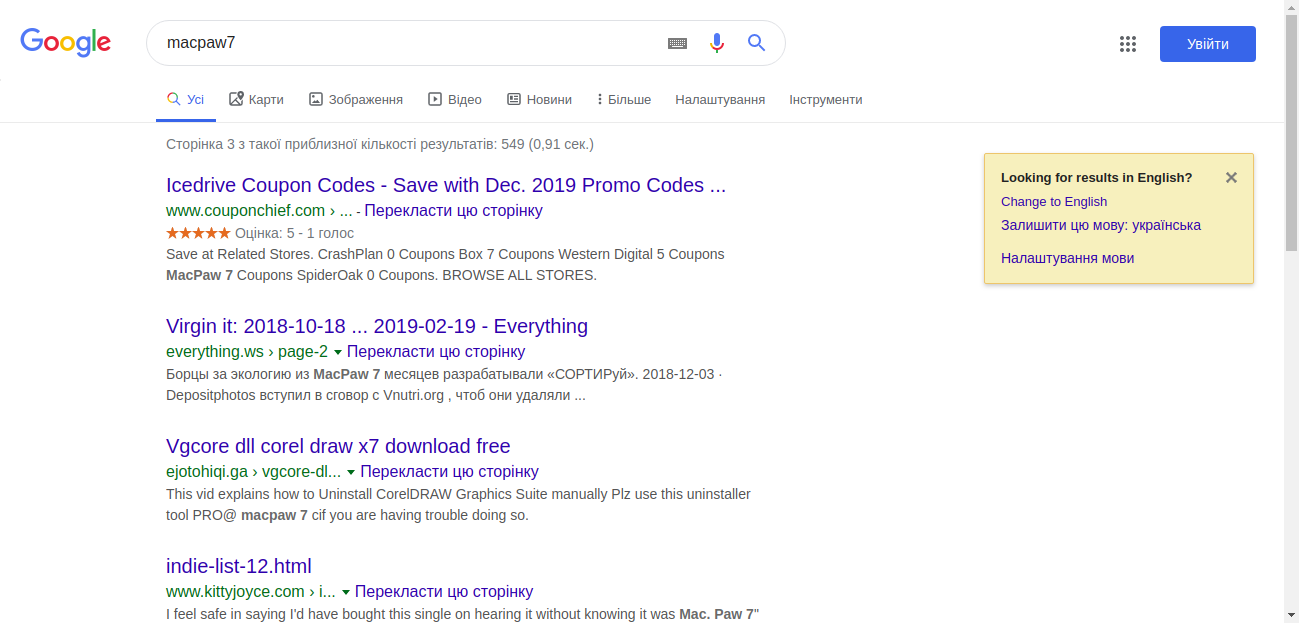 Google
macpaw7
Увійти
Усі
Карти
Зображення
Відео
Новини
Більше
Налаштування
Інструменти
Сторінка 3 з такої приблизної кількості результатів: 549 (0,91 сек.)
Icedrive Coupon Codes - Save with Dec. 2019 Promo Codes ...
www.couponchief.com › ... - Перекласти цю сторінку
Оцінка: 5 - 1 голос
Save at Related Stores. CrashPlan 0 Coupons Box 7 Coupons Western Digital 5 Coupons
MacPaw 7 Coupons SpiderOak 0 Coupons. BROWSE ALL STORES.
Virgin it: 2018-10-18 ... 2019-02-19 - Everything
everything.ws › page-2 Перекласти цю сторінку
Борцы за экологию из MacPaw 7 месяцев разрабатывали «СОРТИРуй». 2018-12-03 ·
Depositphotos вступил в сговор с Vnutri.org , чтоб они удаляли ...
Vgcore dll corel draw x7 download free
ejotohiqi.ga › vgcore-dl... Перекласти цю сторінку
This vid explains how to Uninstall CorelDRAW Graphics Suite manually Plz use this uninstaller
tool PRO@ macpaw 7 cif you are having trouble doing so.
indie-list-12.html
www.kittyjoyce.com › i... Перекласти цю сторінку
I feel safe in saying I'd have bought this single on hearing it without knowing it was Mac. Paw 7"
Looking for results in English?
Change to English
Залишити цю мову: українська
Налаштування мови